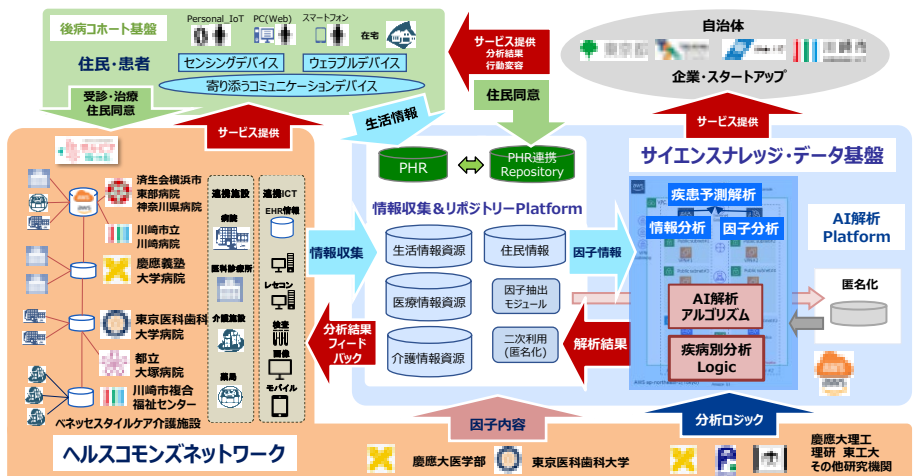 後病コホート基盤
Personal_IoT
PC(Web)
スマートフォン
在宅
住民・患者
センシングデバイス
ウェラブルデバイス
寄り添うコミュニケーションデバイス
サービス提供
分析結果
行動変容
自治体
企業・スタートアップ
受診・治療
住民同意
サービス提供
生活情報
住民同意
サービス提供
PHR
PHR連携
Repository
サイエンスナレッジ・データ基盤
情報収集&リポジトリーPlatform
済生会横浜市
東部病院
神奈川県病院
川崎市立
川崎病院
慶應義塾
大学病院
東京医科歯科
大学病院
都立
大塚病院
川崎市複合
福祉センター
ベネッセスタイルケア介護施設
ヘルスコモンズネットワーク
連携施設
病院
医科診療所
介護施設
薬局
連携ICT
EHR情報
レセコン
検査
画像
モバイル
情報収集
分析結果
フィード
バック
生活情報資源
住民情報
医療情報資源
因子抽出
モジュール
介護情報資源
二次利用
(匿名化)
因子情報
解析結果
aws
疾患予測解析
情報分析
因子分析
AI解析
アルゴリズム
疾病別分析
Logic
AI解析
Platform
匿名化
因子内容
分析ロジック
慶應大医学部
東京医科歯科大学
慶應大理工
理研 東工大
その他研究機関